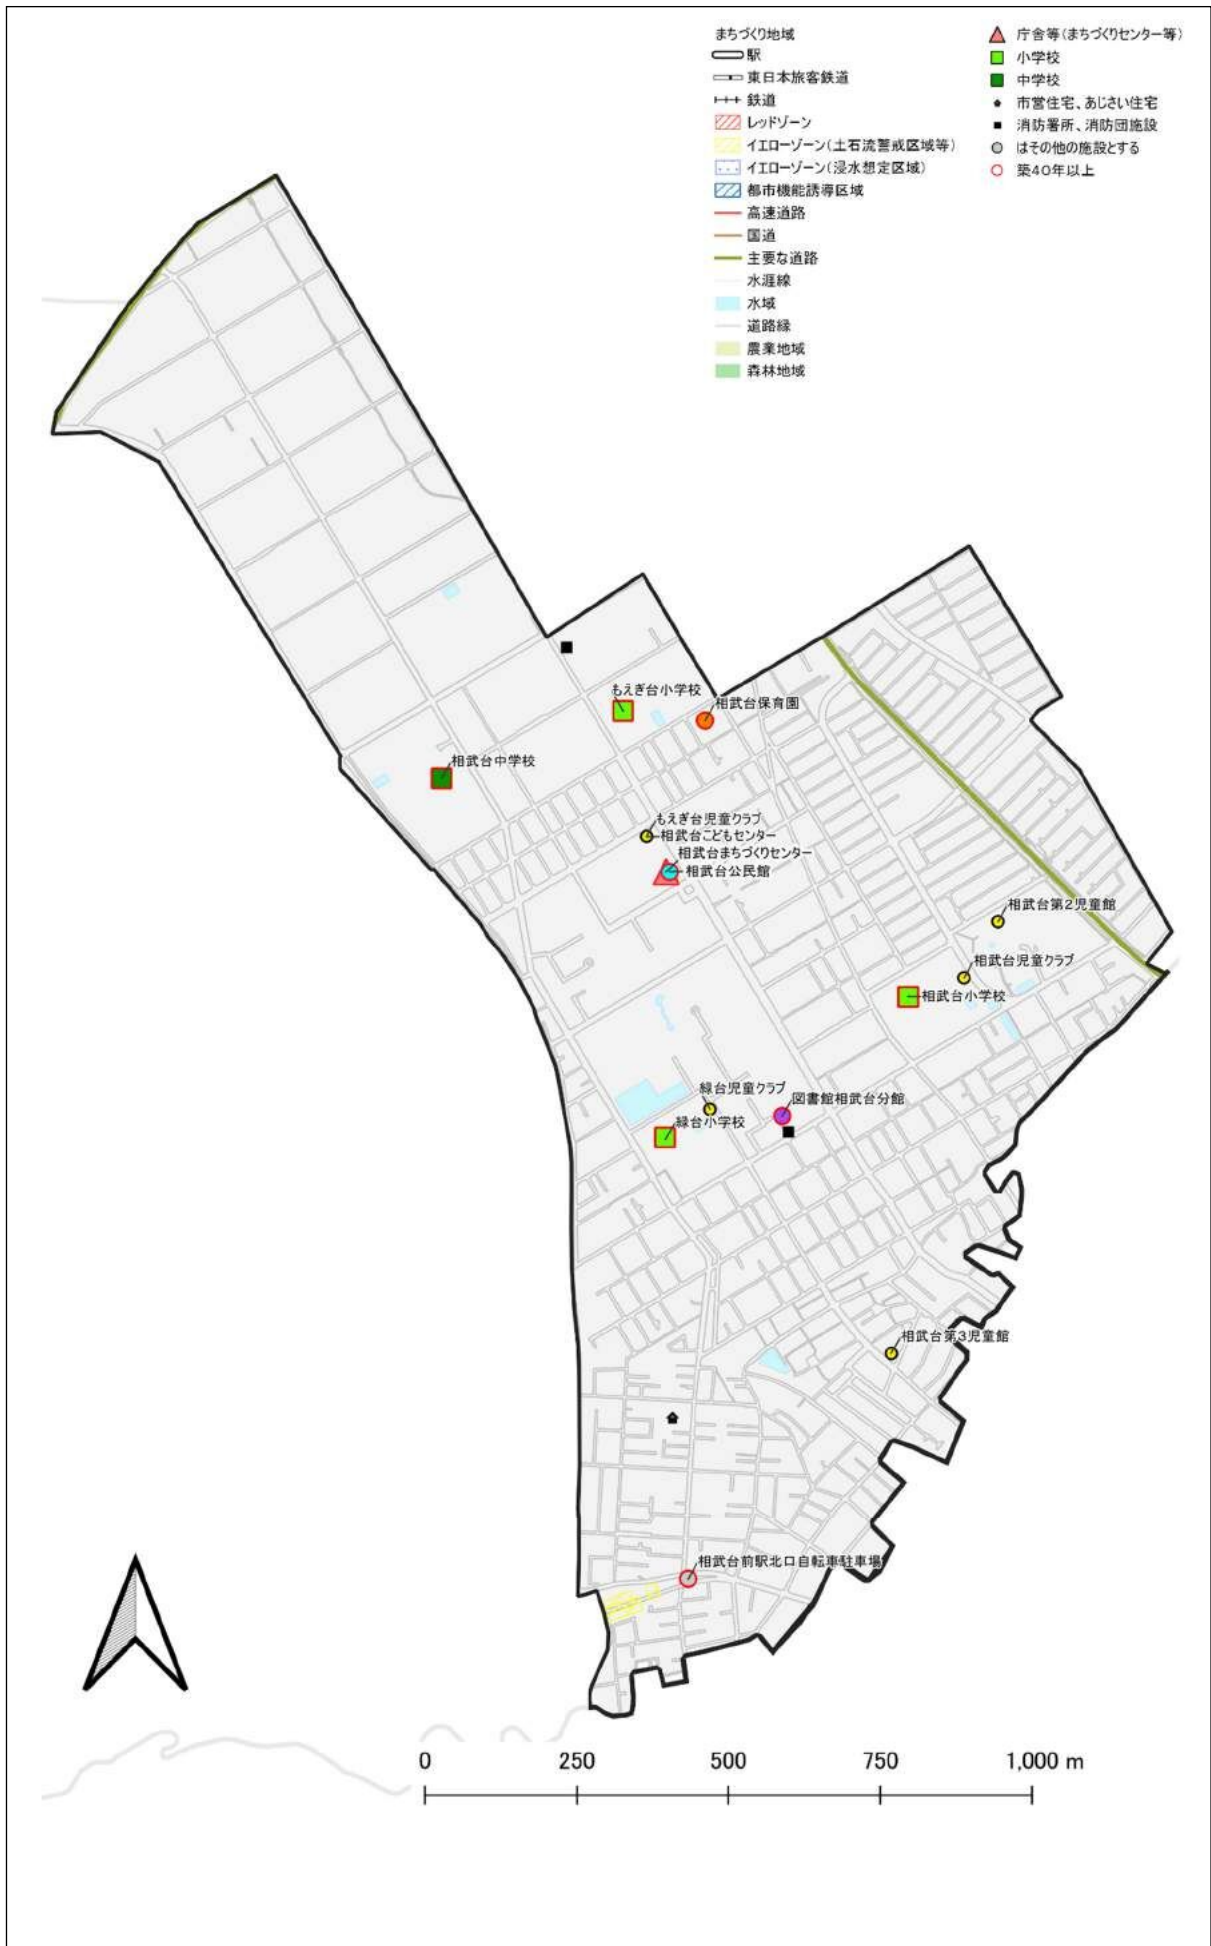 まちづくり地域
駅
東日本旅客鉄道
鉄道
レッドゾーン
イエローゾーン(土石流警戒区域等)
イエローゾーン(浸水想定区域)
都市機能誘導区域
高速道路
国道
主要な道路
水涯線
水域
道路縁
農業地域
森林地域
庁舎等(まちづくりセンター等)
小学校
中学校
市営住宅、あじさい住宅
消防署所、消防団施設
はその他の施設とする
築40年以上
もえぎ台小学校
相武台保育園
相武台中学校
もえぎ台児童クラブ
相武台こどもセンター
相武台まちづくりセンター
相武台公民館
相武台第2児童館
相武台児童クラブ
相武台小学校
緑台児童クラブ
図書館相武台分館
緑台小学校
相武台第3児童館
相武台前駅北口自転車駐車場
0 250 500 750 1,000 m